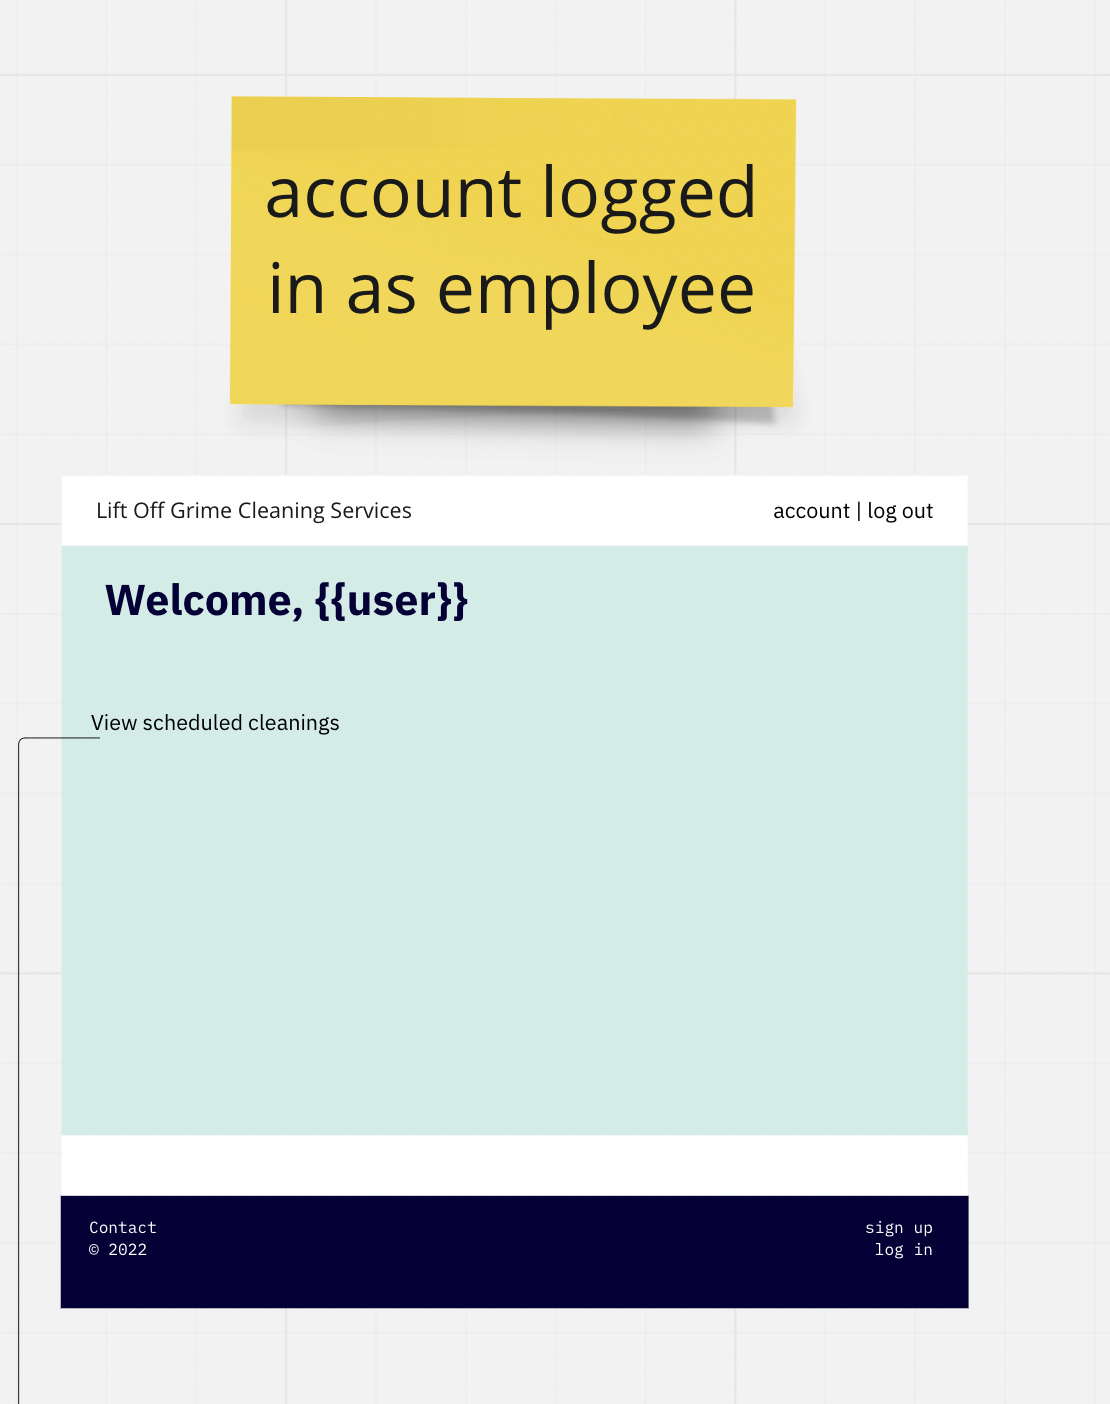 account logged
in as employee
Lift Off Grime Cleaning Services
account | log out
Welcome, {{user}}
View scheduled cleanings
Contact
© 2022
sign up
log in